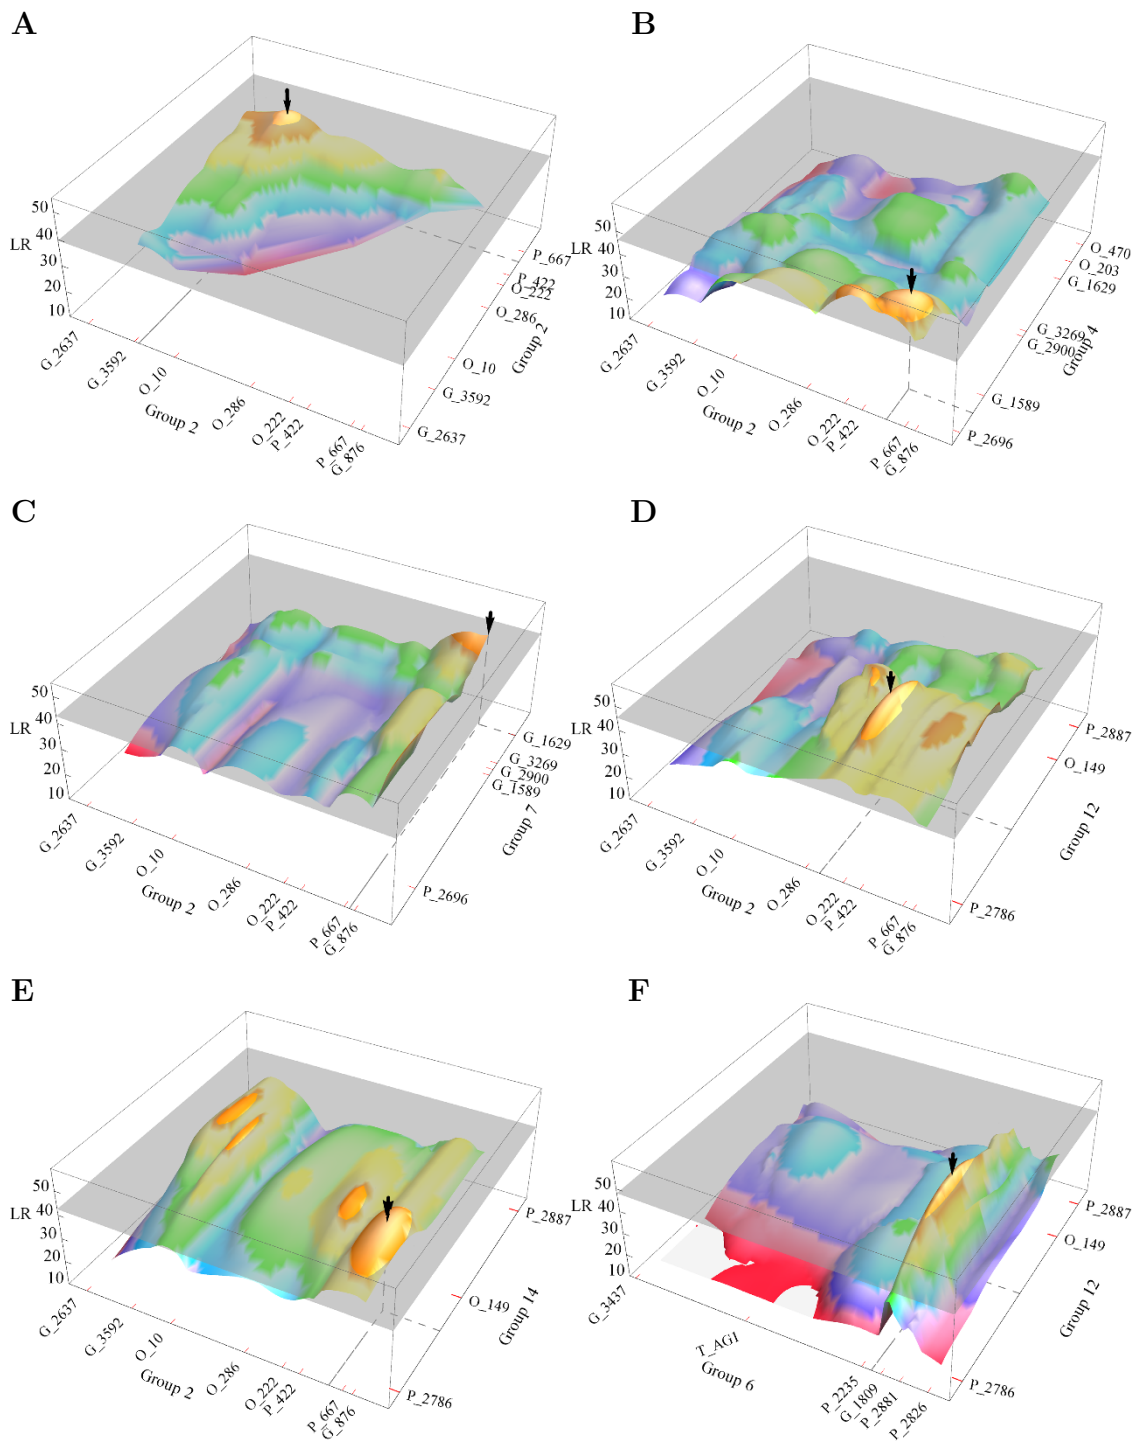 A
50
LR
40
30
20
10
G_2637
G_3592
O_10
Group 2
O_286
O_222
P_422
P_667
G_876
P_667
P_422
O_222
O_286
Group 2
O_10
G_3592
G_2637
B
50
LR
40
30
20
10
G_2637
G_3592
O_10
Group 2
O_286
O_222
P_422
P_667
G_876
O_470
O_203
G_1629
G_3269
G_2900
Group 4
G_1589
P_2696
C
50
LR
40
30
20
10
G_2637
G_3592
O_10
Group 2
O_286
O_222
P_422
P_667
G_876
G_1629
G_3269
G_2900
G_1589
Group 7
P_2696
D
50
LR
40
30
20
10
G_2637
G_3592
O_10
Group 2
O_286
O_222
P_422
P_667
G_876
P_2887
O_149
Group 12
P_2786
E
50
LR
40
30
20
10
G_2637
G_3592
O_10
Group 2
O_286
O_222
P_422
P_667
G_876
P_2887
O_149
Group 14
P_2786
F
50
LR
40
30
20
10
G_3437
T_AG1
Group 6
P_2235
G_1809
P_2881
P_2826
P_2887
O_149
Group 12
P_2786